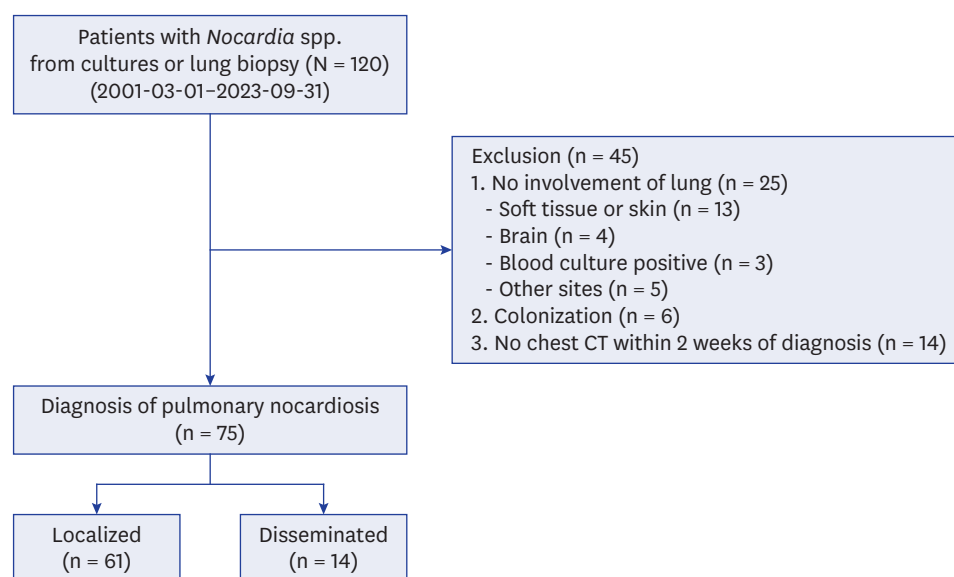 Patients with Nocardia spp.
from cultures or lung biopsy (N = 120)
(2001-03-01–2023-09-31)
Exclusion (n = 45)
1. No involvement of lung (n = 25)
- Soft tissue or skin (n = 13)
- Brain (n = 4)
- Blood culture positive (n = 3)
- Other sites (n = 5)
2. Colonization (n = 6)
3. No chest CT within 2 weeks of diagnosis (n = 14)
Diagnosis of pulmonary nocardiosis
(n = 75)
Localized
(n = 61)
Disseminated
(n = 14)